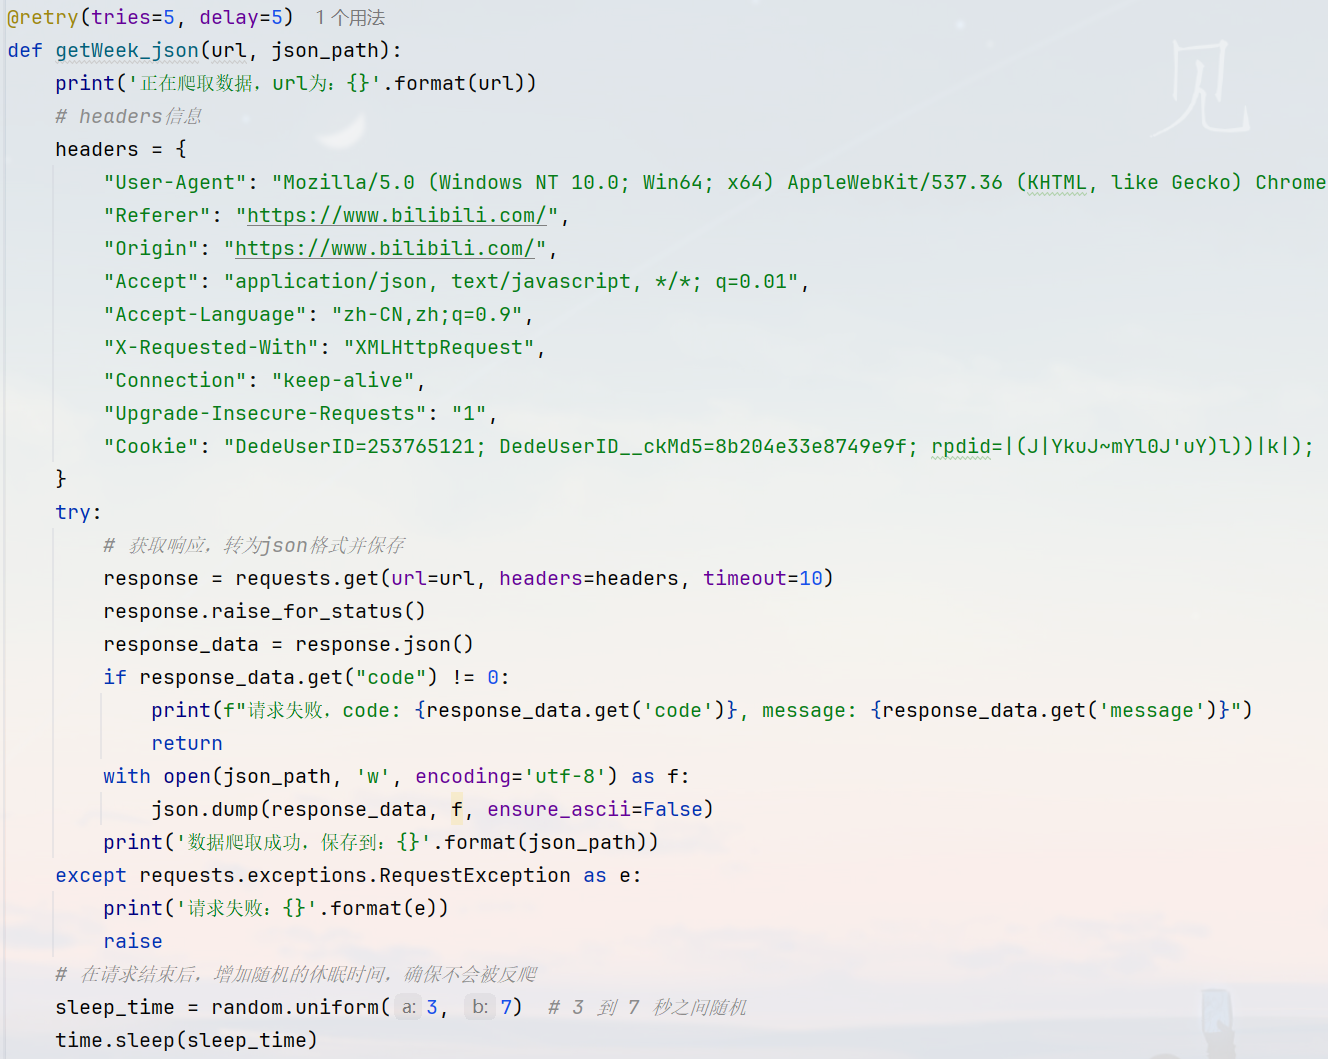 @retry(tries=5, delay=5) 1 个用法
def getWeek_json(url, json_path):
    print('正在爬取数据，url为：{}'.format(url))
    # headers信息
    headers = {
        "User-Agent": "Mozilla/5.0 (Windows NT 10.0; Win64; x64) AppleWebKit/537.36 (KHTML, like Gecko) Chrome
        "Referer": "https://www.bilibili.com/",
        "Origin": "https://www.bilibili.com/",
        "Accept": "application/json, text/javascript, */*; q=0.01",
        "Accept-Language": "zh-CN,zh;q=0.9",
        "X-Requested-With": "XMLHttpRequest",
        "Connection": "keep-alive",
        "Upgrade-Insecure-Requests": "1",
        "Cookie": "DedeUserID=253765121; DedeUserID__ckMd5=8b204e33e8749e9f; rpdid=|(J|YkuJ~mYl0J'uY)l))|k|);
    }
    try:
        # 获取响应，转为json格式并保存
        response = requests.get(url=url, headers=headers, timeout=10)
        response.raise_for_status()
        response_data = response.json()
        if response_data.get("code") != 0:
            print(f"请求失败，code: {response_data.get('code')}, message: {response_data.get('message')}")
            return
        with open(json_path, 'w', encoding='utf-8') as f:
            json.dump(response_data, f, ensure_ascii=False)
        print('数据爬取成功，保存到：{}'.format(json_path))
    except requests.exceptions.RequestException as e:
        print('请求失败：{}'.format(e))
        raise
    # 在请求结束后，增加随机的休眠时间，确保不会被反爬
    sleep_time = random.uniform( a: 3, b: 7)  # 3 到 7 秒之间随机
    time.sleep(sleep_time)
见